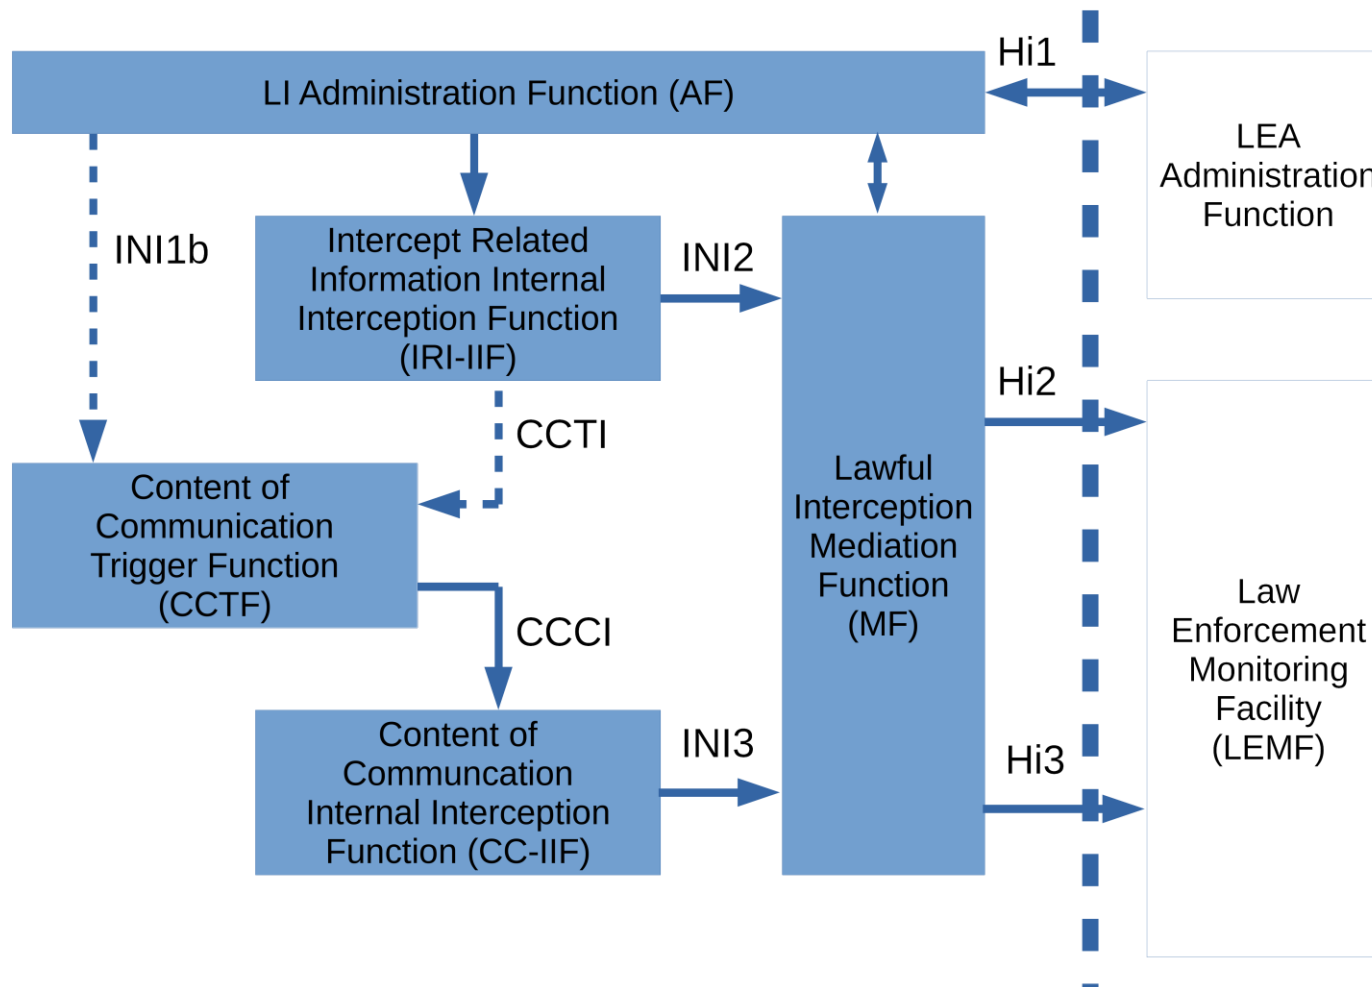 Hi1
LI Administration Function (AF)
LEA
Administration
Function
INI1b
Intercept Related
Information Internal
Interception Function
(IRI-IIF)
INI2
Hi2
CCTI
Content of
Communication
Trigger Function
(CCTF)
Lawful
Interception
Mediation
Function
(MF)
Law
Enforcement
Monitoring
Facility
(LEMF)
CCCI
Content of
Communcation
Internal Interception
Function (CC-IIF)
INI3
Hi3